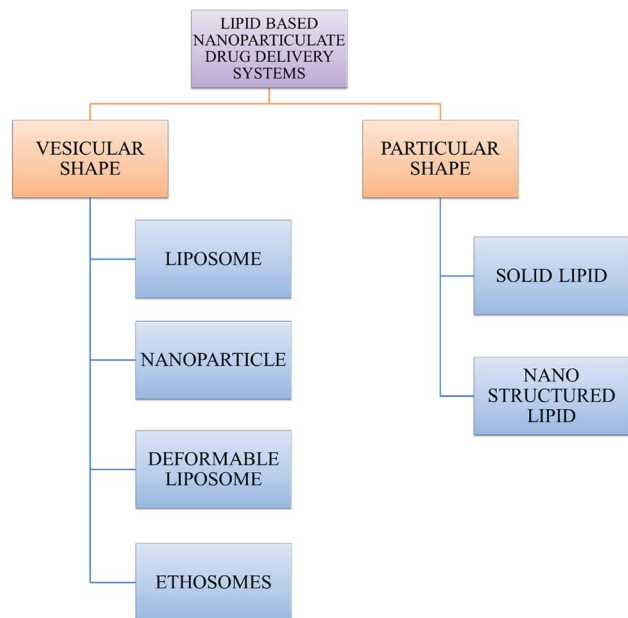 LIPID BASED
NANOPARTICULATE
DRUG DELIVERY
SYSTEMS
VESICULAR
SHAPE
LIPOSOME
NANOPARTICLE
DEFORMABLE
LIPOSOME
ETHOSOMES
PARTICULAR
SHAPE
SOLID LIPID
NANO
STRUCTURED
LIPID